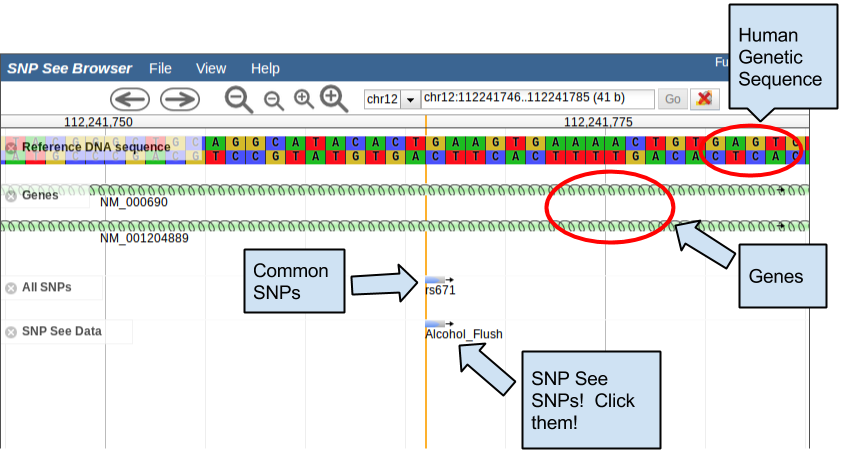 Human
Genetic
Sequence
SNP See Browser File View Help Fu
chr12 chr12:112241746..112241785 (41 b) Go
112,241,750 112,241,775
Reference DNA sequence
A G G C A T A C A C T G A A G T G A A A A C T G T G A G T G
T C C G T A T G T G A C T T C A C T T T T G A C A C T C A C
Genes
NM_000690
NM_001204889
Genes
Common
SNPs
All SNPs
rs671
SNP See Data
Alcohol_Flush
SNP See
SNPs! Click
them!